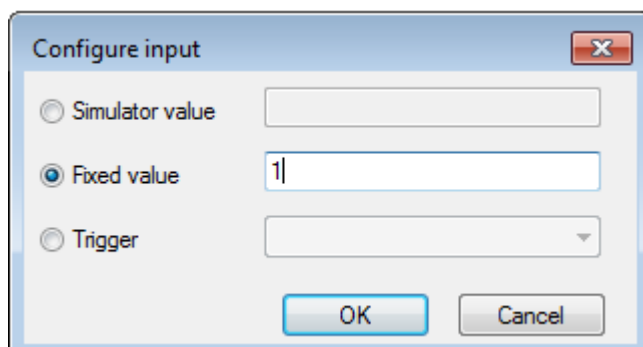 Configure input
Simulator value
Fixed value 1
Trigger
OK Cancel